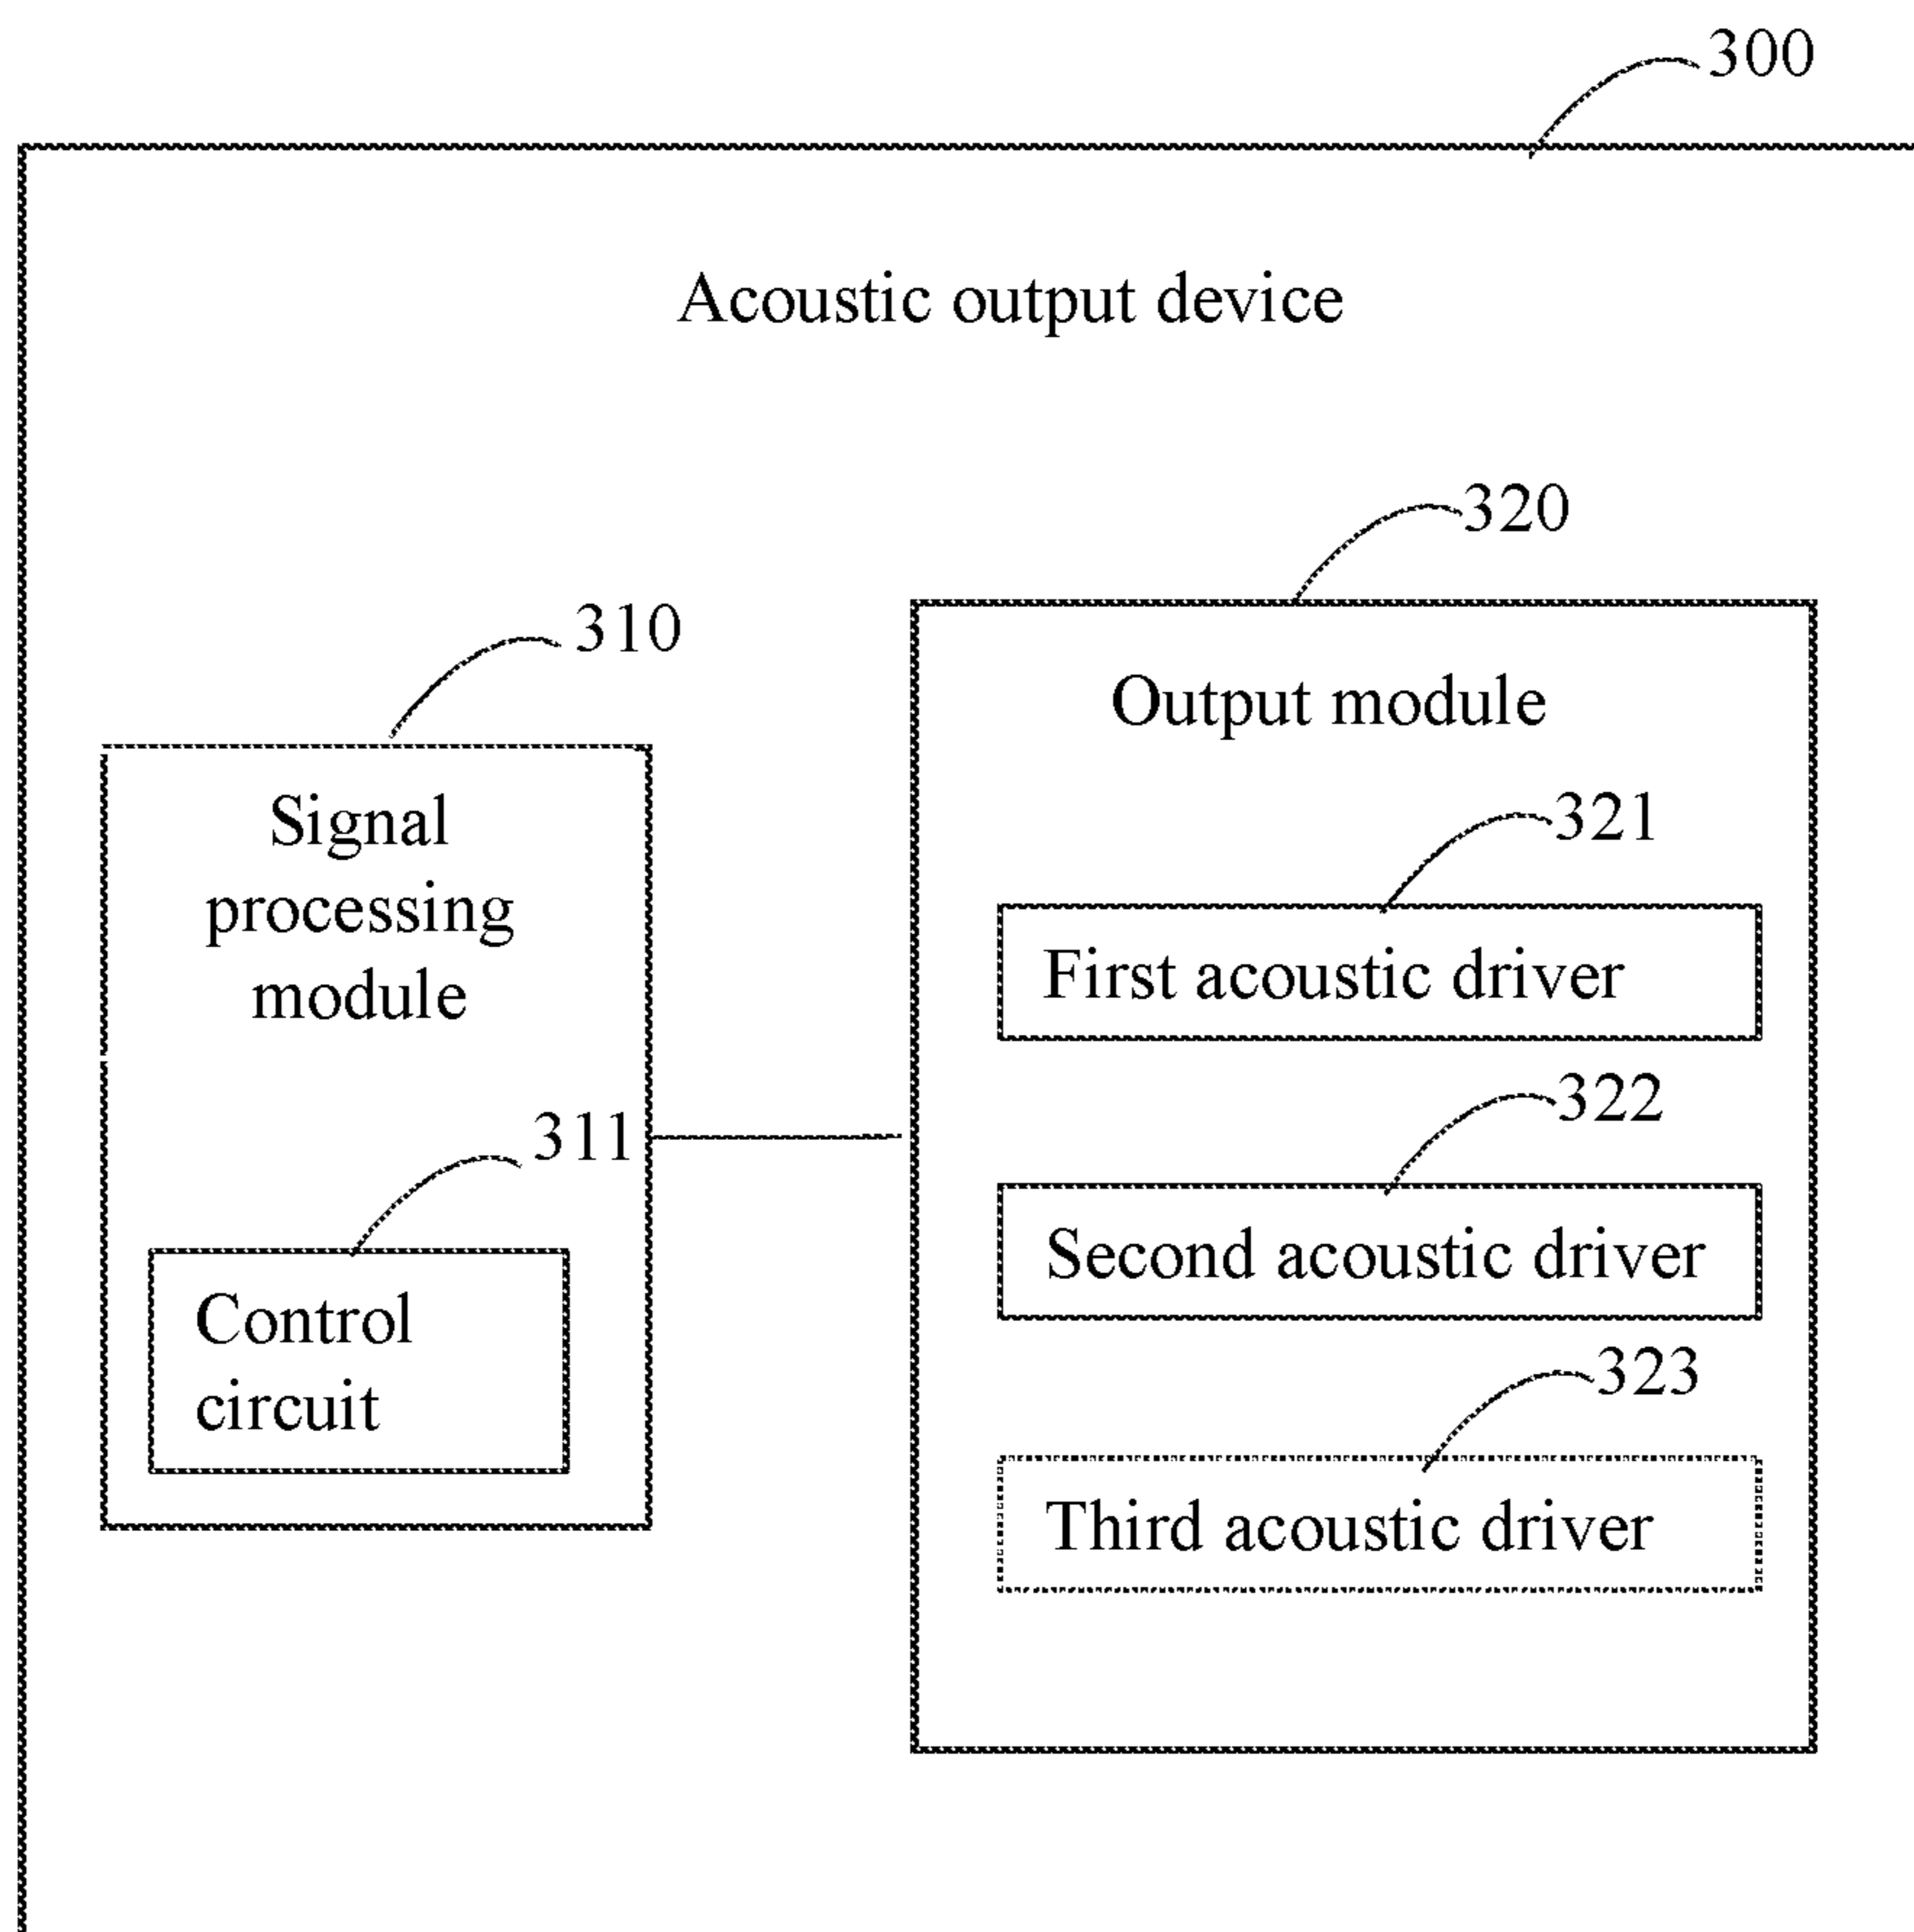 300
Acoustic output device
320
310
Output module
Signal
processing
module
321
First acoustic driver
322
311
Second acoustic driver
Control
circuit
323
Third acoustic driver